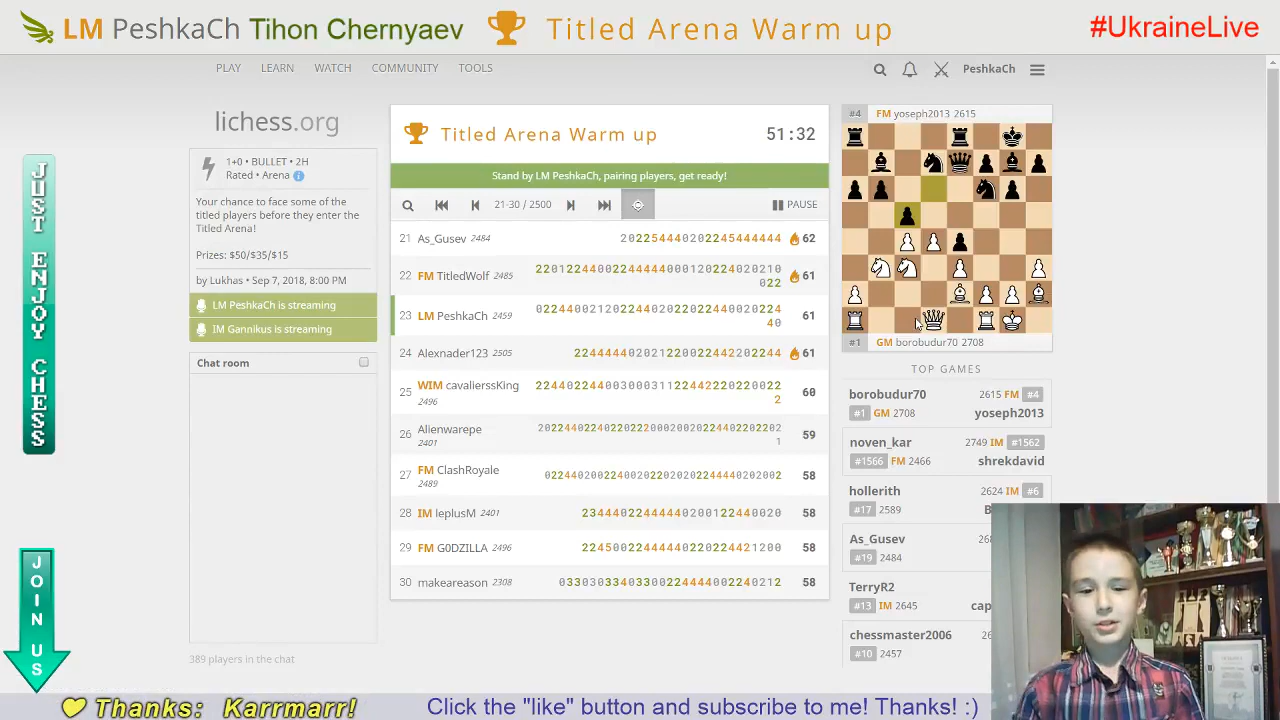 LM PeshkaCh Tihon Chernyaev
Titled Arena Warm up
#UkraineLive
PLAY LEARN WATCH COMMUNITY TOOLS
PeshkaCh
JUST ENJOY CHESS
JOIN US
lichess.org
1+0 • BULLET • 2H
Rated • Arena
Your chance to face some of the
titled players before they enter the
Titled Arena!
Prizes: $50/$35/$15
by Lukhas • Sep 7, 2018, 8:00 PM
LM PeshkaCh is streaming
IM Gannikus is streaming
Chat room
389 players in the chat
Titled Arena Warm up 51:32
Stand by LM PeshkaCh, pairing players, get ready!
21-30 / 2500 PAUSE
21 As_Gusev 2484 62
22 FM TitledWolf 2485 61
23 LM PeshkaCh 2459 61
24 Alexnader123 2505 61
25 WIM cavalierssKing 2496 60
26 Alienwarepe 2401 59
27 FM ClashRoyale 2489 58
28 IM leplusM 2401 58
29 FM G0DZILLA 2496 58
30 makeareason 2308 58
#4 FM yoseph2013 2615
#1 GM borobudur70 2708
TOP GAMES
borobudur70 2615 FM #4
#1 GM 2708 yoseph2013
noven_kar 2749 IM #1562
#1566 FM 2466 shrekdavid
hollerith 2624 IM #6
#17 2589
As_Gusev
#19 2484
TerryR2
#13 IM 2645
chessmaster2006
#10 2457
Thanks: Karrmarr!
Click the "like" button and subscribe to me! Thanks! :)